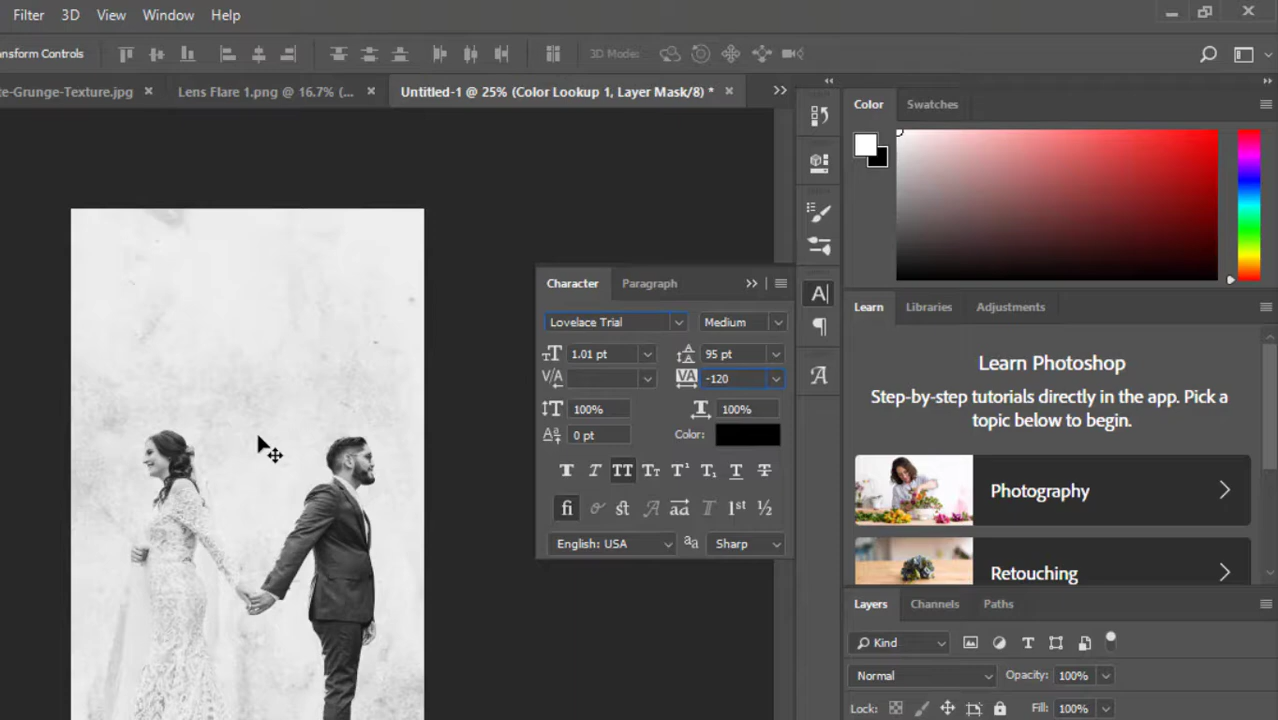 Filter 3D View Window Help
ansform Controls 3D Mode:
te-Grunge-Texture.jpg × Lens Flare 1.png @ 16.7% (... × Untitled-1 @ 25% (Color Lookup 1, Layer Mask/8) * ×
Color Swatches
Character Paragraph
Lovelace Trial Medium
1.01 pt 95 pt
-120
100% 100%
0 pt Color:
English: USA Sharp
Learn Libraries Adjustments
Learn Photoshop
Step-by-step tutorials directly in the app. Pick a
topic below to begin.
Photography
Retouching
Layers Channels Paths
Kind
Normal Opacity: 100%
Lock: Fill: 100%